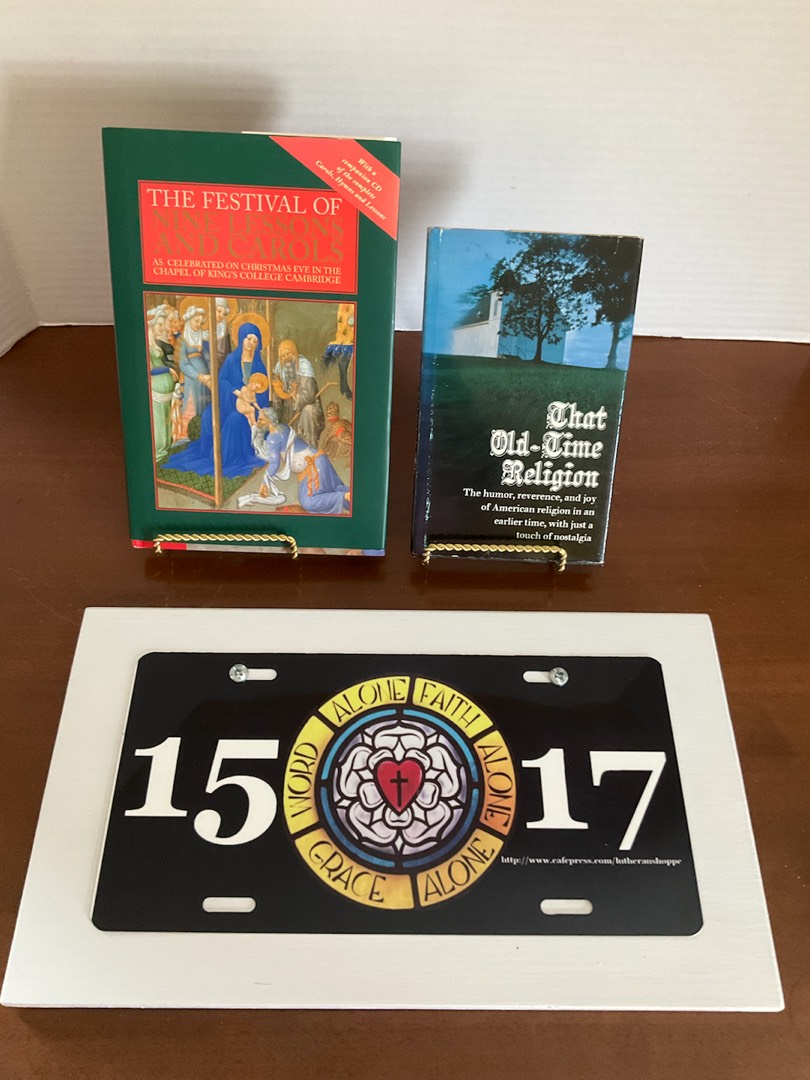 With a
companion CD
of the complete
Carols, Hymns and Lessons
THE FESTIVAL OF
NINE LESSONS
AND CAROLS
AS CELEBRATED ON CHRISTMAS EVE IN THE
CHAPEL OF KING'S COLLEGE CAMBRIDGE
That
Old-Time
Religion
The humor, reverence, and joy
of American religion in an
earlier time, with just a
touch of nostalgia
15
WORD ALONE FAITH ALONE GRACE ALONE
17
http://www.cafepress.com/lutheranshoppe